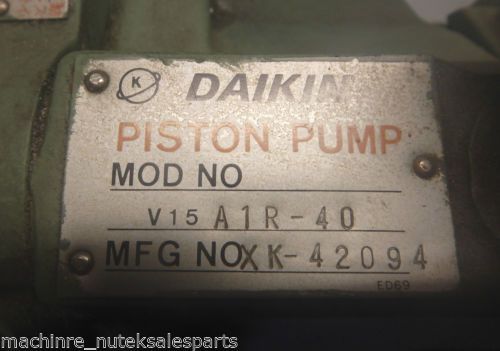 K DAIKIN
PISTON PUMP
MOD NO
V15 A1R-40
MFG NO XK-42094
ED69
machinre_nuteksalesparts